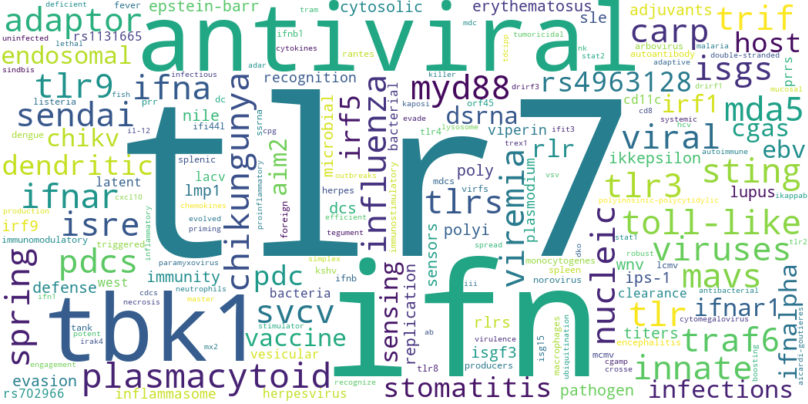 deficient fever epstein-barr tram cytosolic erythematosus adjuvants trif
adaptor antiviral sle tumoricidal carp
uninfected rs1131665 ifnb1 cytokines rantes mdc nk stat2 arbovirus malaria host
lethal endosomal adar tdcspp autoantibody double-stranded
sindbis infectious recognition killer drirf3 isgs adaptive prrs
tlr9 ifna myd88 rs4963128 mucosal
fish dc cpg kaposi orf45 cd11c irf1 drirf1
listeria prr ssrna evade dsrna cd8 systemic mda5
sendai nile irf5 bacterial viperin ifit3 hcv
dengue il-12 ifi44l microbial tlr4 trex1 rlr viral cgas
chikv chikungunya aim2 influenza lysosome ikkepsilon autoimmune ebv
tlr7
dendritic splenic proinflammatory outbreaks poly vsv sting
latent lacv herpes mdcs plasmodium polyinosinic-polycytidylic
ifnar cxcl10 lmp1 immunostimulatory tlrs virfs tlr3 lupus ikappab
production chemokines dcs viremia
irf9 isre evolved foreign efficient polyi dko stat1 toll-like
immunomodulatory priming tegument sensors spread robust tlr2
triggered inflammatory simplex monocytogenes wnv lcmv viruses
spring pdcs paramyxovirus kshv spleen ips-1 antibacterial
immunity pdc ifnb sensing iii norovirus nucleic clearance mavs
defense west ifn
ifn1 cdcs neutrophils bacteria replication rlrs tlr ifnar1 ifnalpha
tbk1 necrosis master svcv virulence isg15 cytomegalovirus
tank stimulator ab titers traf6
potent irak4 vaccine isgf3 macrophages encephalitis
evasion mx2 vesicular producers ubiquitination mcmv innate boosting
engagement plasmacytoid recognize tlr8 cgamp aicardi-goutieres
rs702966 inflammasome herpesvirus stomatitis pathogen crosse infections